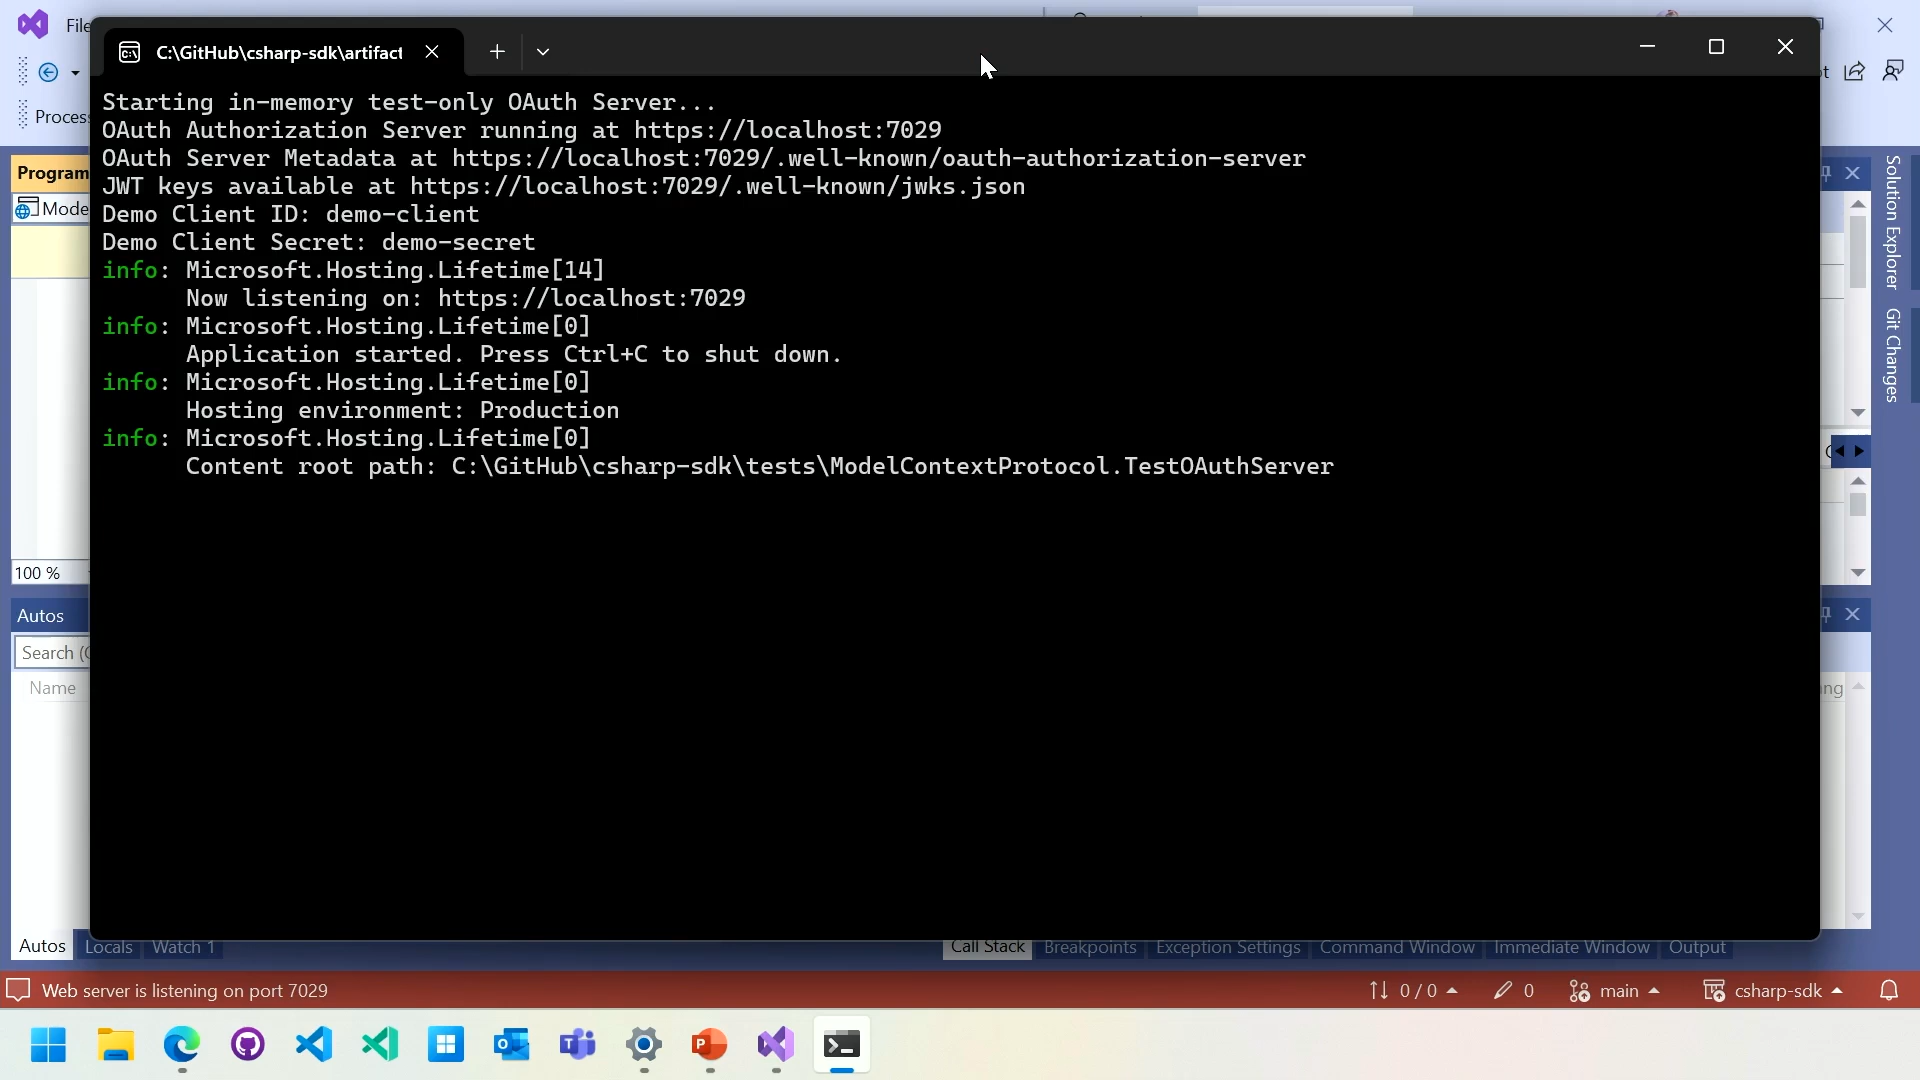 File
C:\GitHub\csharp-sdk\artifact
Process
Program
Mode
Starting in-memory test-only OAuth Server...
OAuth Authorization Server running at https://localhost:7029
OAuth Server Metadata at https://localhost:7029/.well-known/oauth-authorization-server
JWT keys available at https://localhost:7029/.well-known/jwks.json
Demo Client ID: demo-client
Demo Client Secret: demo-secret
info: Microsoft.Hosting.Lifetime[14]
Now listening on: https://localhost:7029
info: Microsoft.Hosting.Lifetime[0]
Application started. Press Ctrl+C to shut down.
info: Microsoft.Hosting.Lifetime[0]
Hosting environment: Production
info: Microsoft.Hosting.Lifetime[0]
Content root path: C:\GitHub\csharp-sdk\tests\ModelContextProtocol.TestOAuthServer
Solution Explorer
Git Changes
100 %
Autos
Search (
Name
Autos Locals Watch 1 Call Stack Breakpoints Exception Settings Command Window Immediate Window Output
Web server is listening on port 7029 0 / 0 0 main csharp-sdk